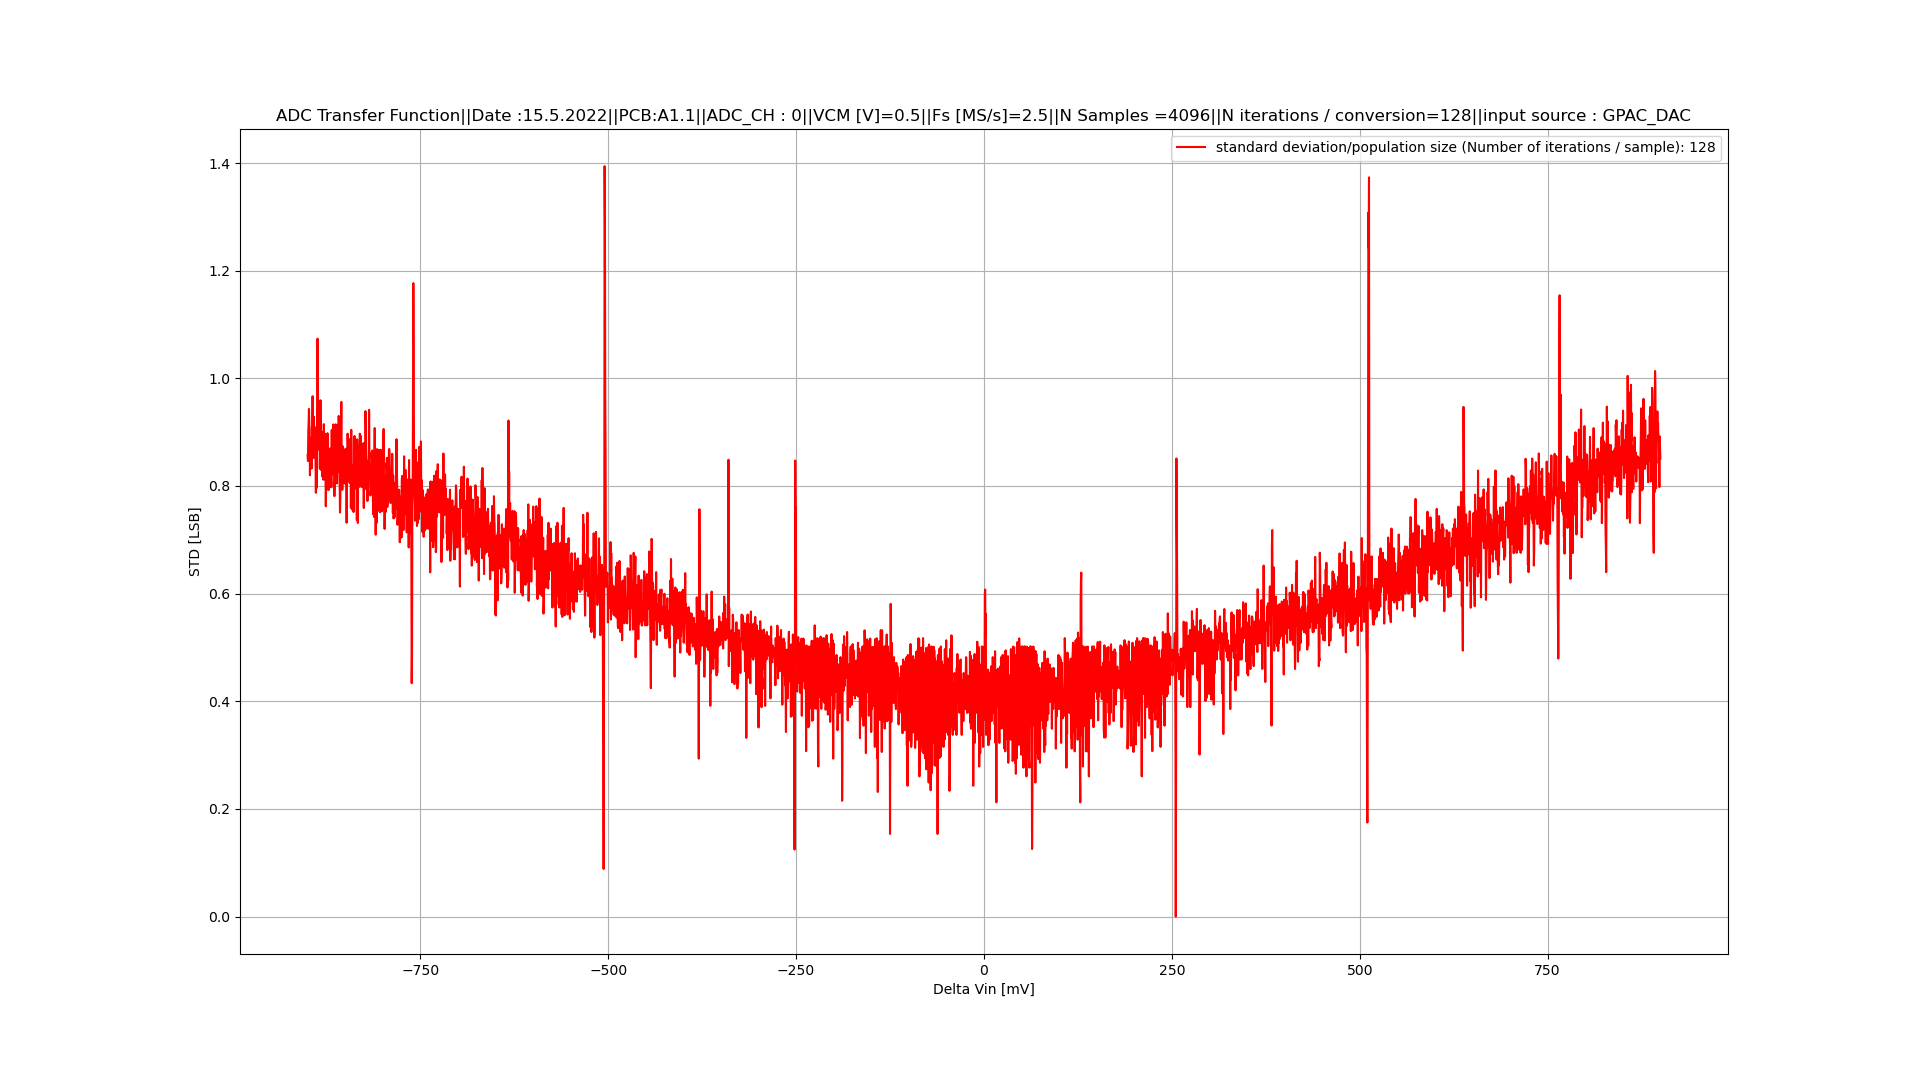 ADC Transfer Function||Date :15.5.2022||PCB:A1.1||ADC_CH : 0||VCM [V]=0.5||Fs [MS/s]=2.5||N Samples =4096||N iterations / conversion=128||input source : GPAC_DAC
standard deviation/population size (Number of iterations / sample): 128
1.4
1.2
1.0
0.8
0.6
0.4
0.2
0.0
STD [LSB]
−750 −500 −250 0 250 500 750
Delta Vin [mV]